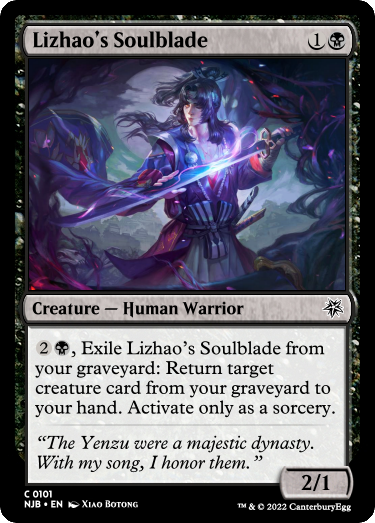 Lizhao's Soulblade 1
Creature — Human Warrior
2, Exile Lizhao's Soulblade from
your graveyard: Return target
creature card from your graveyard to
your hand. Activate only as a sorcery.
“The Yenzu were a majestic dynasty.
With my song, I honor them.”
2/1
C 0101
NJB • EN Xiao Botong
™ & © 2022 CanterburyEgg